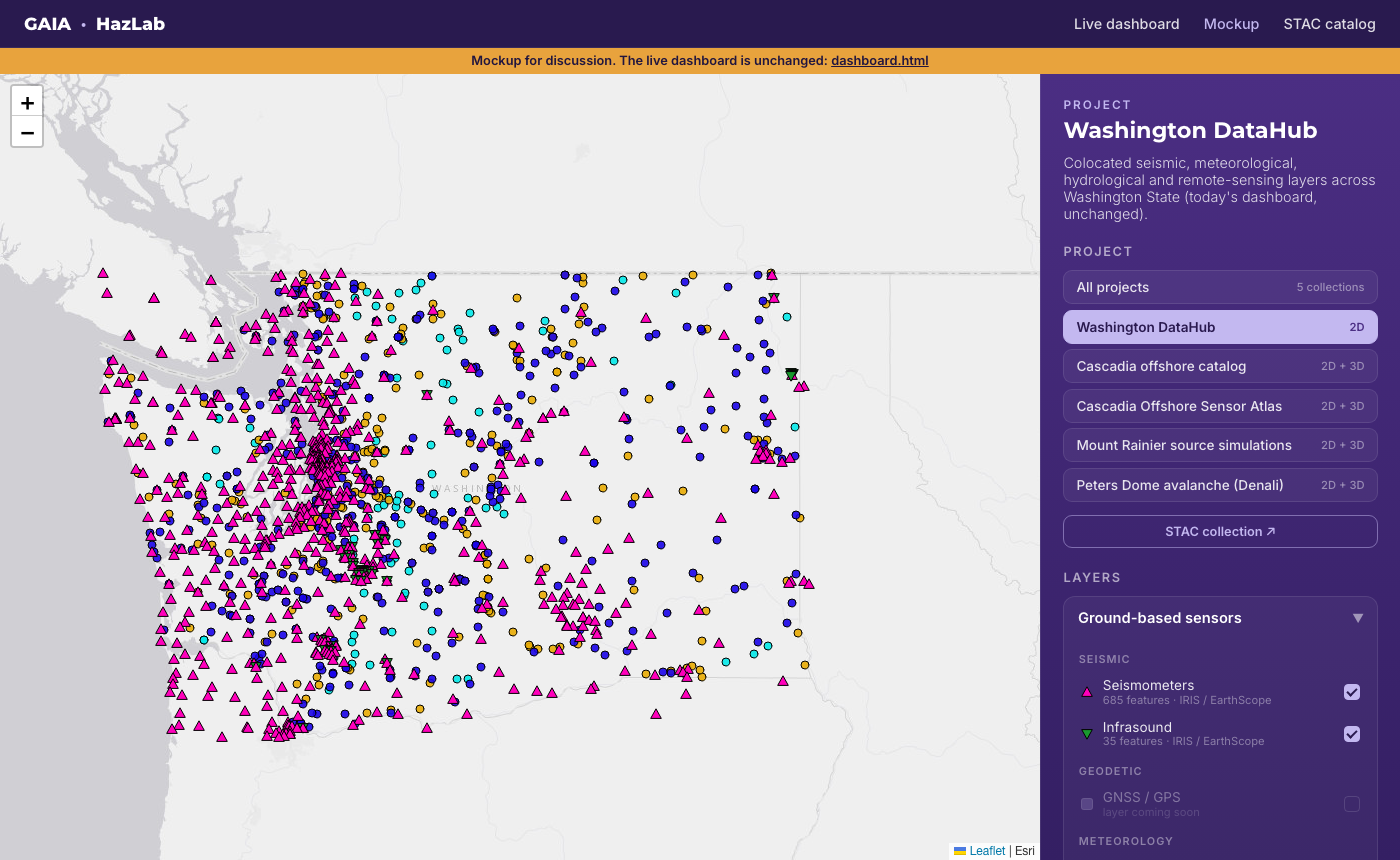 GAIA • HazLab
Live dashboard
Mockup
STAC catalog
Mockup for discussion. The live dashboard is unchanged: dashboard.html
+
−
WASHINGTON
Leaflet | Esri
PROJECT
Washington DataHub
Colocated seismic, meteorological,
hydrological and remote-sensing layers across
Washington State (today's dashboard,
unchanged).
PROJECT
All projects 5 collections
Washington DataHub 2D
Cascadia offshore catalog 2D + 3D
Cascadia Offshore Sensor Atlas 2D + 3D
Mount Rainier source simulations 2D + 3D
Peters Dome avalanche (Denali) 2D + 3D
STAC collection ↗
LAYERS
Ground-based sensors ▼
SEISMIC
Seismometers
685 features · IRIS / EarthScope
Infrasound
35 features · IRIS / EarthScope
GEODETIC
GNSS / GPS
layer coming soon
METEOROLOGY